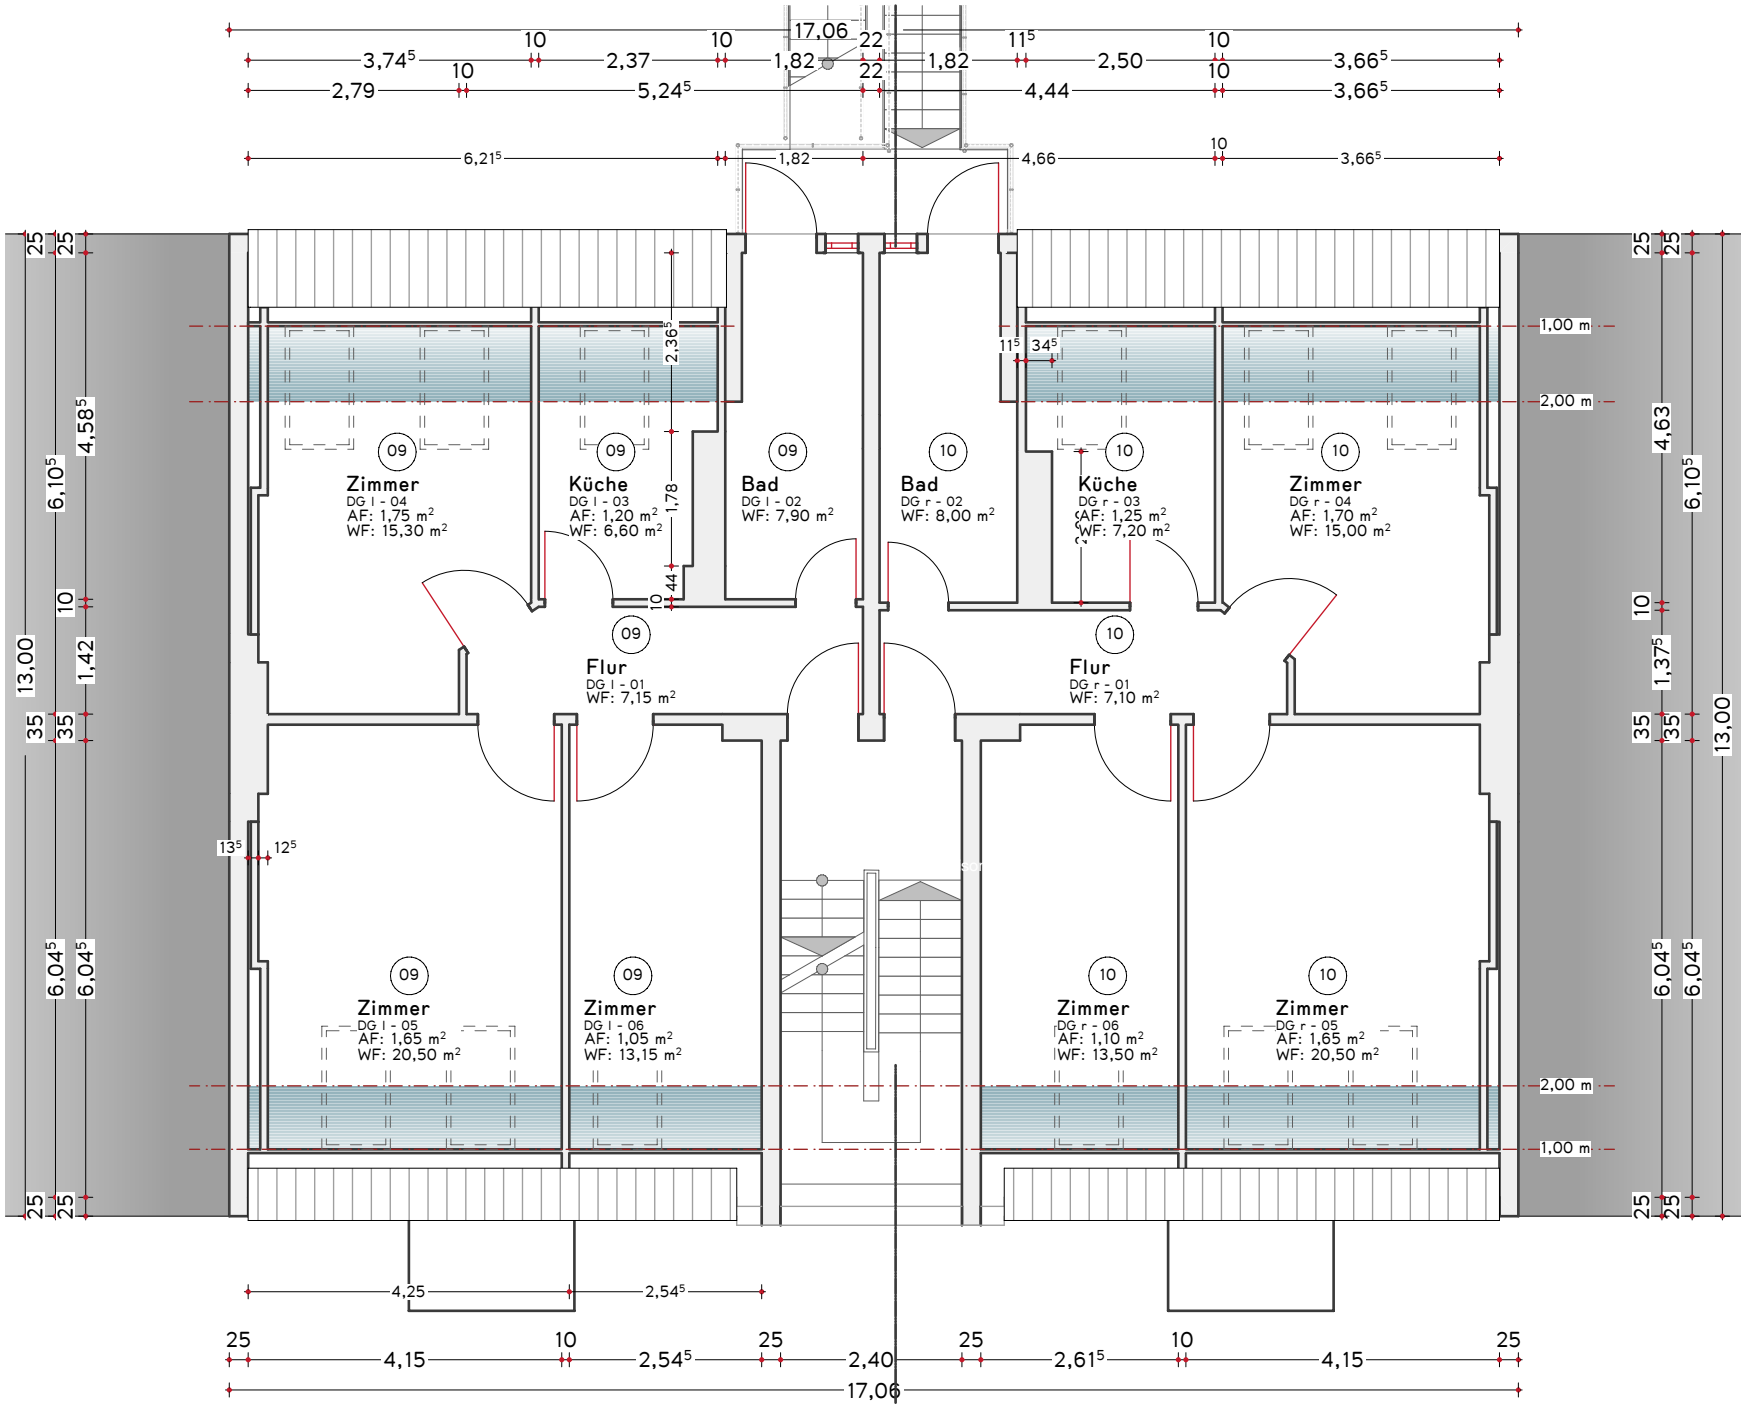 17,06
10 10 22 11⁵ 10
3,74⁵ 2,37 1,82 1,82 2,50 3,66⁵
10 22 10
2,79 5,24⁵ 4,44 3,66⁵
10
6,21⁵ 1,82 4,66 3,66⁵
25 25 25 25
1,00 m
2,36⁵
11⁵ 34⁵
2,00 m
4,58⁵ 4,63
6,10⁵ 6,10⁵
09 09 09 10 10 10
Zimmer
DG l - 04
AF: 1,75 m²
WF: 15,30 m²
Küche
DG l - 03
AF: 1,20 m²
WF: 6,60 m²
1,78
Bad
DG l - 02
WF: 7,90 m²
Bad
DG r - 02
WF: 8,00 m²
Küche
DG r - 03
AF: 1,25 m²
WF: 7,20 m²
Zimmer
DG r - 04
AF: 1,70 m²
WF: 15,00 m²
44
10 10 10
13,00 1,42
09
Flur
DG l - 01
WF: 7,15 m²
10
Flur
DG r - 01
WF: 7,10 m²
1,37⁵
35 35 35 35
13,00
13⁵ 12⁵
6,04⁵ 6,04⁵
09
Zimmer
DG l - 05
AF: 1,65 m²
WF: 20,50 m²
09
Zimmer
DG l - 06
AF: 1,05 m²
WF: 13,15 m²
10
Zimmer
DG r - 06
AF: 1,10 m²
WF: 13,50 m²
10
Zimmer
DG r - 05
AF: 1,65 m²
WF: 20,50 m²
6,04⁵ 6,04⁵
2,00 m
1,00 m
25 25 25 25
4,25 2,54⁵
25 10 25 25 10 25
4,15 2,54⁵ 2,40 2,61⁵ 4,15
17,06